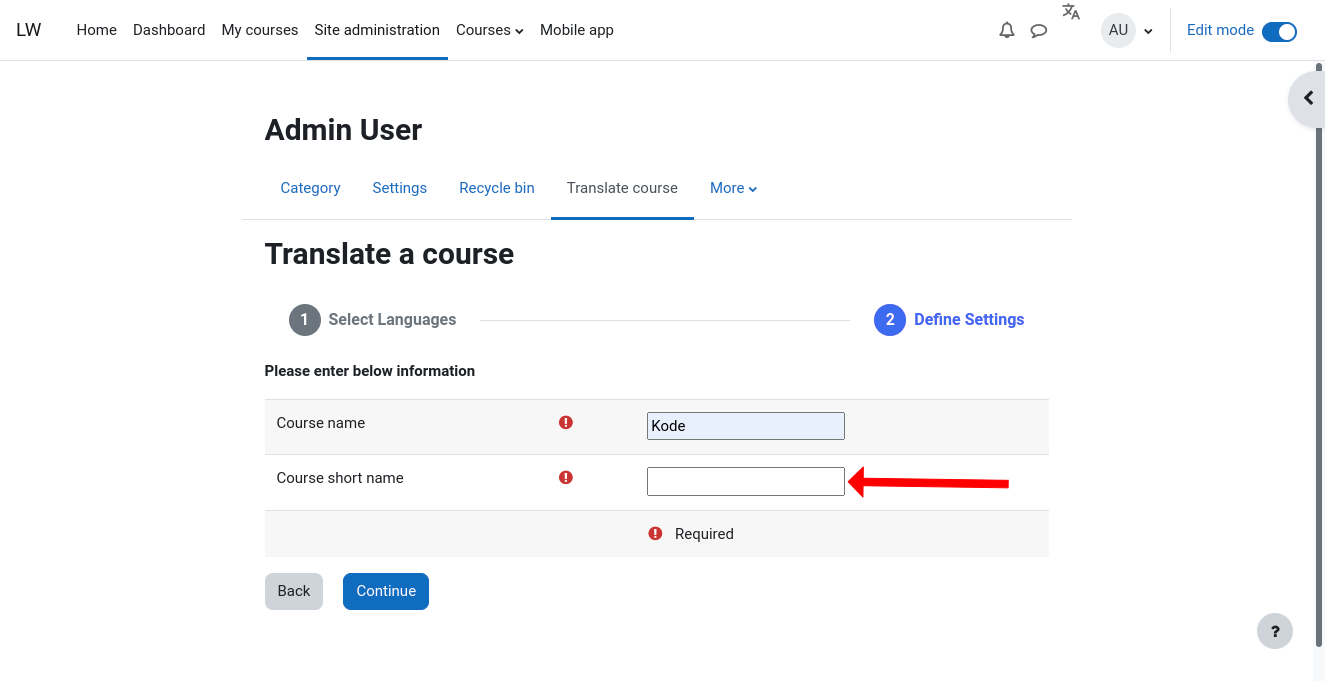 LW Home Dashboard My courses Site administration Courses Mobile app AU Edit mode
Admin User
Category Settings Recycle bin Translate course More
Translate a course
1 Select Languages 2 Define Settings
Please enter below information
Course name Kode
Course short name
Required
Back Continue
?